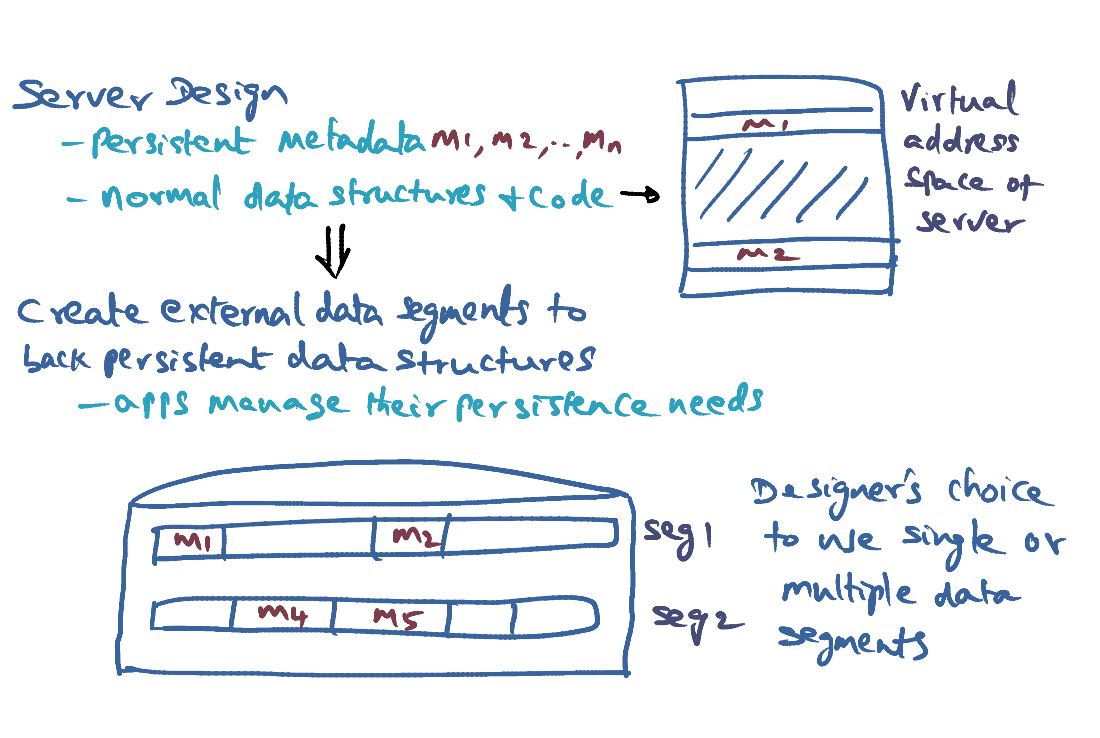 Server Design
- Persistent metadata m1, m2, .., mn
- normal data structures + code →
Create external data segments to
back persistent data structures
- apps manage their persistence needs
m1
m2
Virtual
address
space of
server
m1
m2
seg1
m4
m5
seg2
Designer's choice
to use single or
multiple data
segments